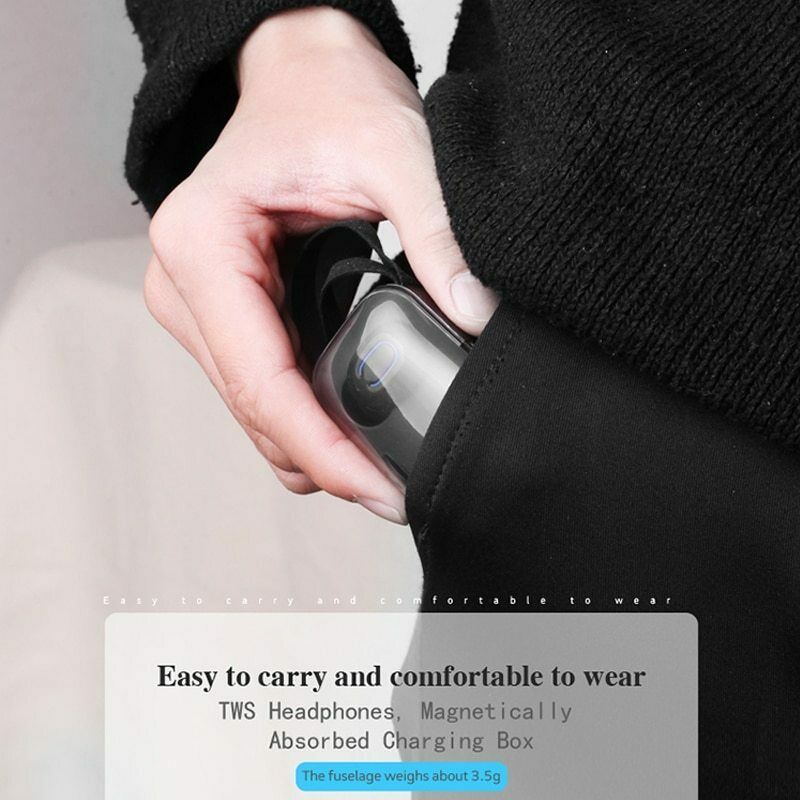 Easy to carry and comfortable to wear
Easy to carry and comfortable to wear
TWS Headphones, Magnetically
Absorbed Charging Box
The fuselage weighs about 3.5g